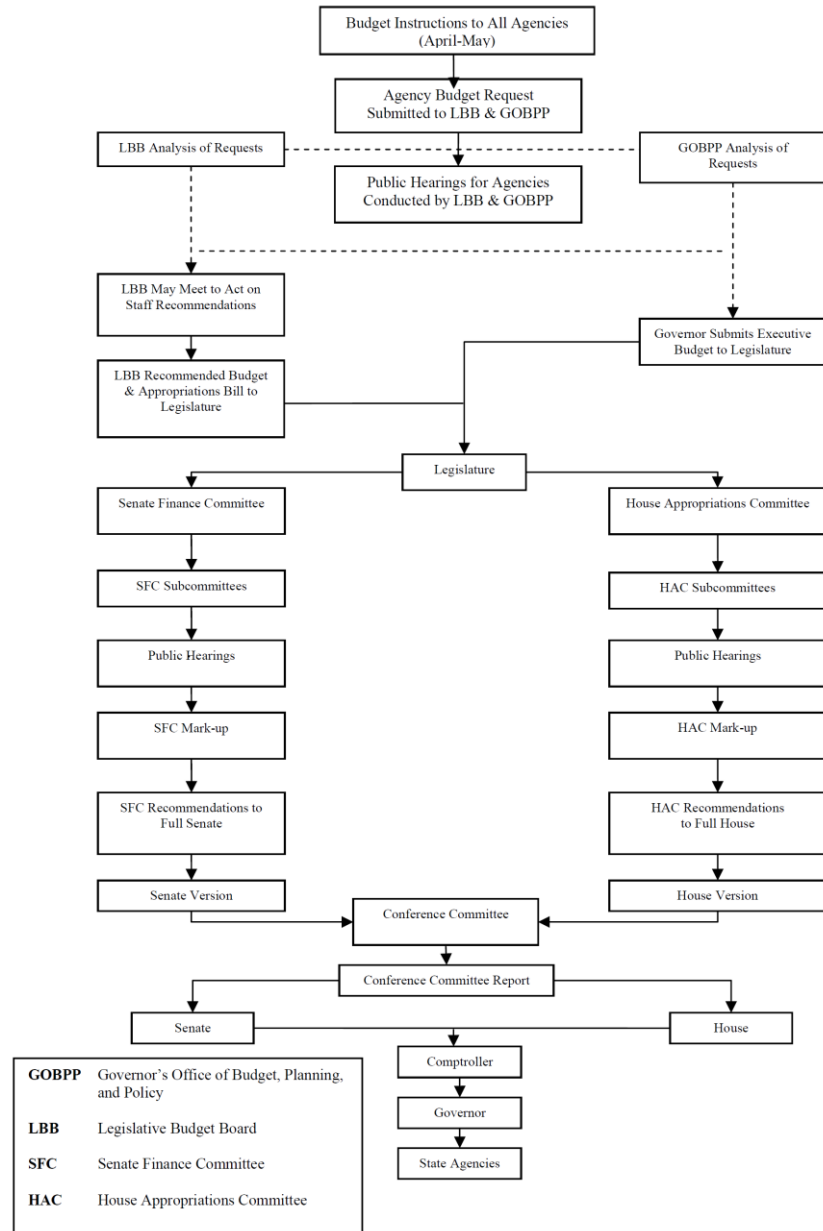 Budget Instructions to All Agencies
(April-May)
Agency Budget Request
Submitted to LBB & GOBPP
LBB Analysis of Requests
GOBPP Analysis of
Requests
Public Hearings for Agencies
Conducted by LBB & GOBPP
LBB May Meet to Act on
Staff Recommendations
Governor Submits Executive
Budget to Legislature
LBB Recommended Budget
& Appropriations Bill to
Legislature
Legislature
Senate Finance Committee
House Appropriations Committee
SFC Subcommittees
HAC Subcommittees
Public Hearings
Public Hearings
SFC Mark-up
HAC Mark-up
SFC Recommendations to
Full Senate
HAC Recommendations
to Full House
Senate Version
House Version
Conference Committee
Conference Committee Report
Senate
House
Comptroller
Governor
State Agencies
GOBPP Governor's Office of Budget, Planning,
and Policy
LBB Legislative Budget Board
SFC Senate Finance Committee
HAC House Appropriations Committee